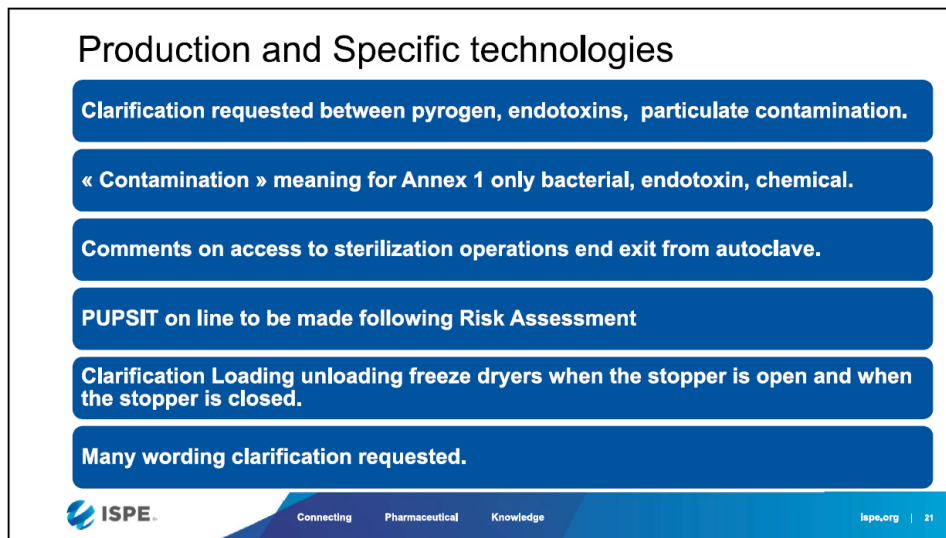 Production and Specific technologies
Clarification requested between pyrogen, endotoxins, particulate contamination.
« Contamination » meaning for Annex 1 only bacterial, endotoxin, chemical.
Comments on access to sterilization operations end exit from autoclave.
PUPSIT on line to be made following Risk Assessment
Clarification Loading unloading freeze dryers when the stopper is open and when
the stopper is closed.
Many wording clarification requested.
ISPE. Connecting Pharmaceutical Knowledge ispe.org | 21